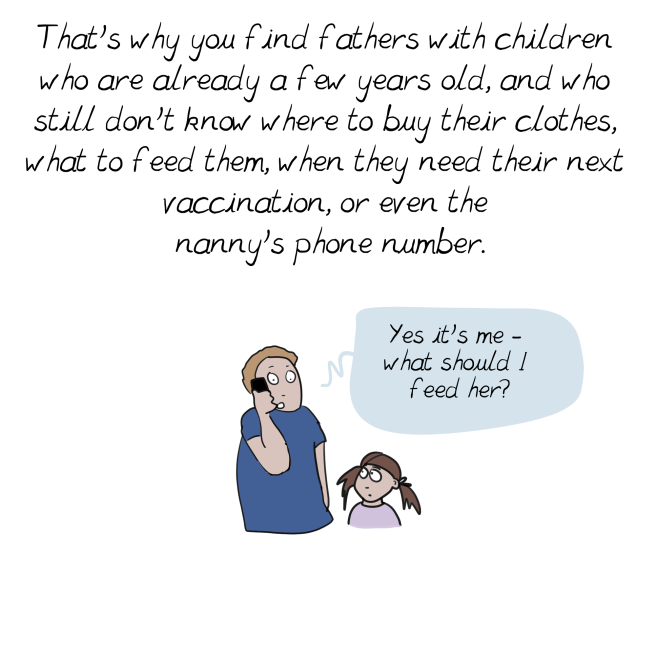 That's why you find fathers with children
who are already a few years old, and who
still don't know where to buy their clothes,
what to feed them, when they need their next
vaccination, or even the
nanny's phone number.
Yes it's me -
what should I
feed her?